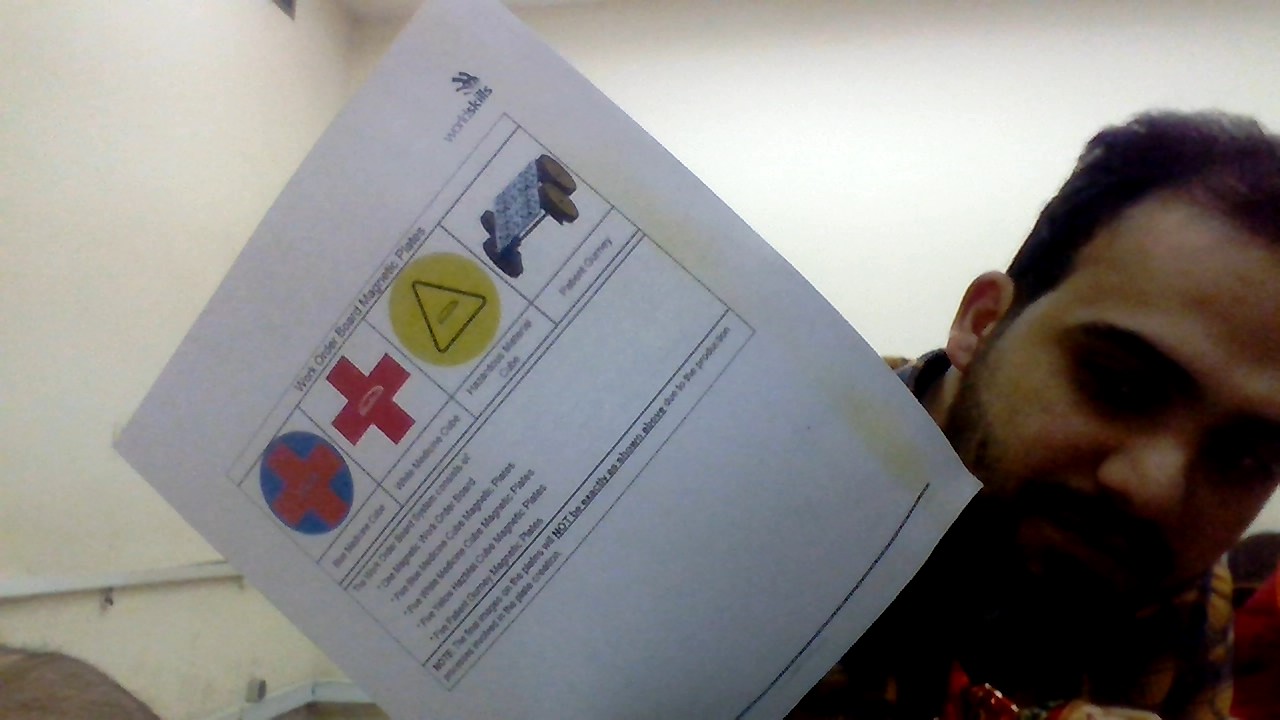 worldskills
Work Order Board Magnetic Plates
Blue Medicine Cube
White Medicine Cube
Hazardous Material
Cube
Patient Gurney
The Work Order Board System consists of
* One Magnetic Work Order Board
* Five Blue Medicine Cube Magnetic Plates
* Five White Medicine Cube Magnetic Plates
* Five Yellow HazMat Cube Magnetic Plates
* Five Patient Gurney Magnetic Plates
NOTE: The final images on the plates will NOT be exactly as shown above due to the production
processes involved in the plate creation.